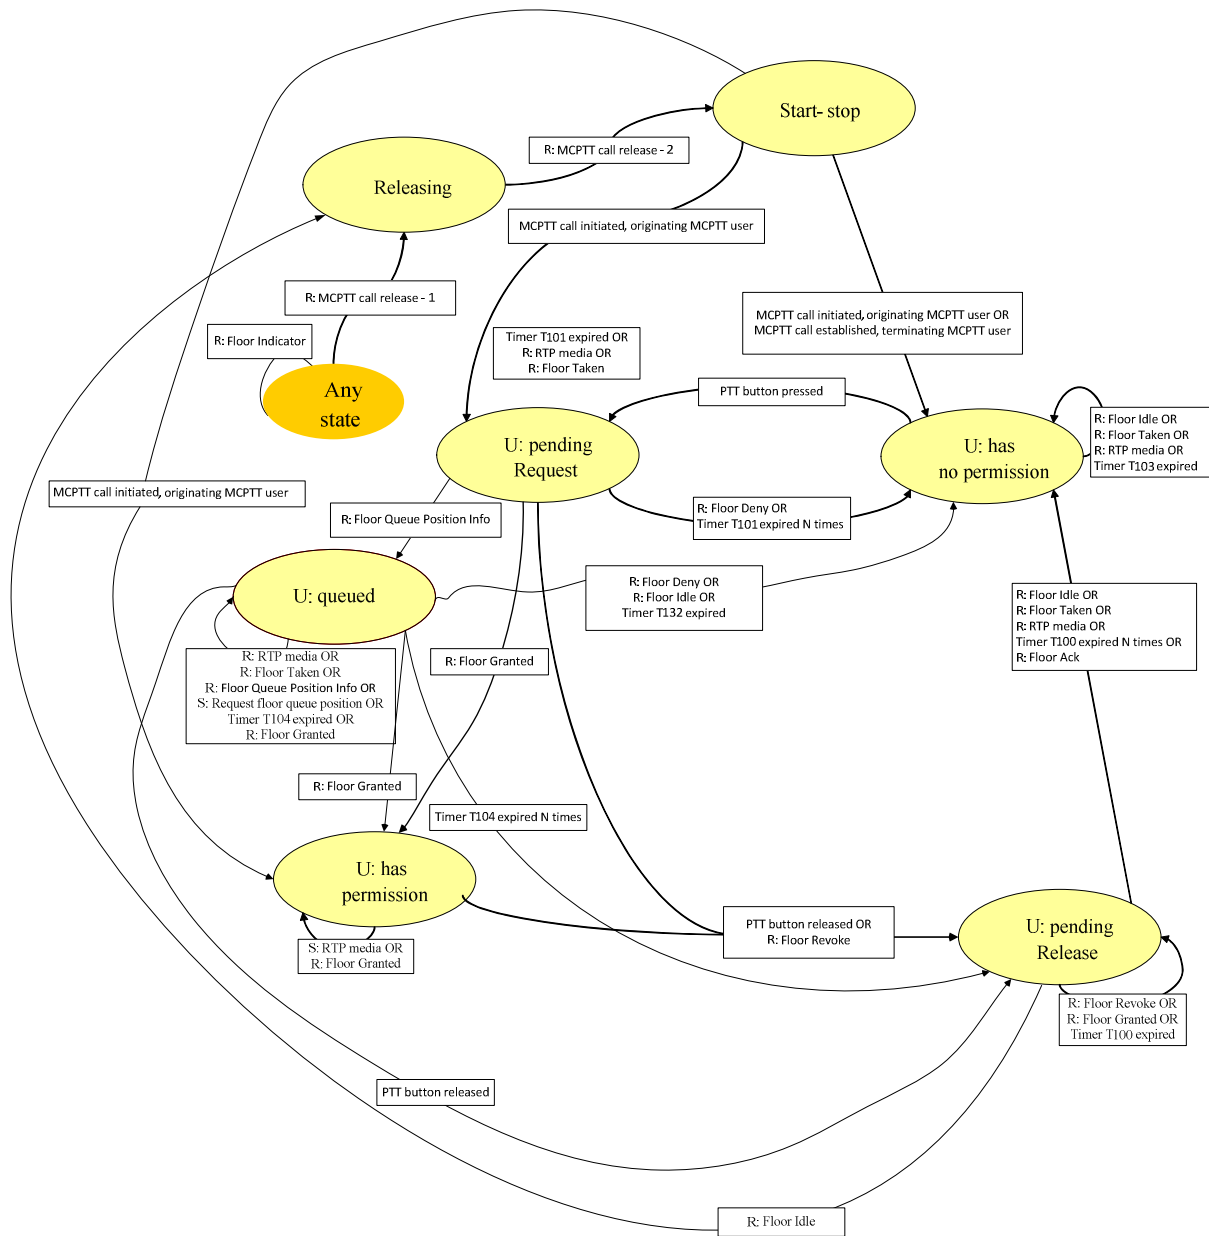 Start- stop
R: MCPTT call release - 2
Releasing
MCPTT call initiated, originating MCPTT user
R: MCPTT call release - 1
MCPTT call initiated, originating MCPTT user OR
MCPTT call established, terminating MCPTT user
R: Floor Indicator
Timer T101 expired OR
R: RTP media OR
R: Floor Taken
Any
state
PTT button pressed
R: Floor Idle OR
R: Floor Taken OR
R: RTP media OR
Timer T103 expired
U: pending
Request
U: has
no permission
MCPTT call initiated, originating MCPTT user
R: Floor Queue Position Info
R: Floor Deny OR
Timer T101 expired N times
U: queued
R: Floor Deny OR
R: Floor Idle OR
Timer T132 expired
R: Floor Idle OR
R: Floor Taken OR
R: RTP media OR
Timer T100 expired N times OR
R: Floor Ack
R: RTP media OR
R: Floor Taken OR
R: Floor Queue Position Info OR
S: Request floor queue position OR
Timer T104 expired OR
R: Floor Granted
R: Floor Granted
R: Floor Granted
Timer T104 expired N times
U: has
permission
PTT button released OR
R: Floor Revoke
U: pending
Release
S: RTP media OR
R: Floor Granted
R: Floor Revoke OR
R: Floor Granted OR
Timer T100 expired
PTT button released
R: Floor Idle